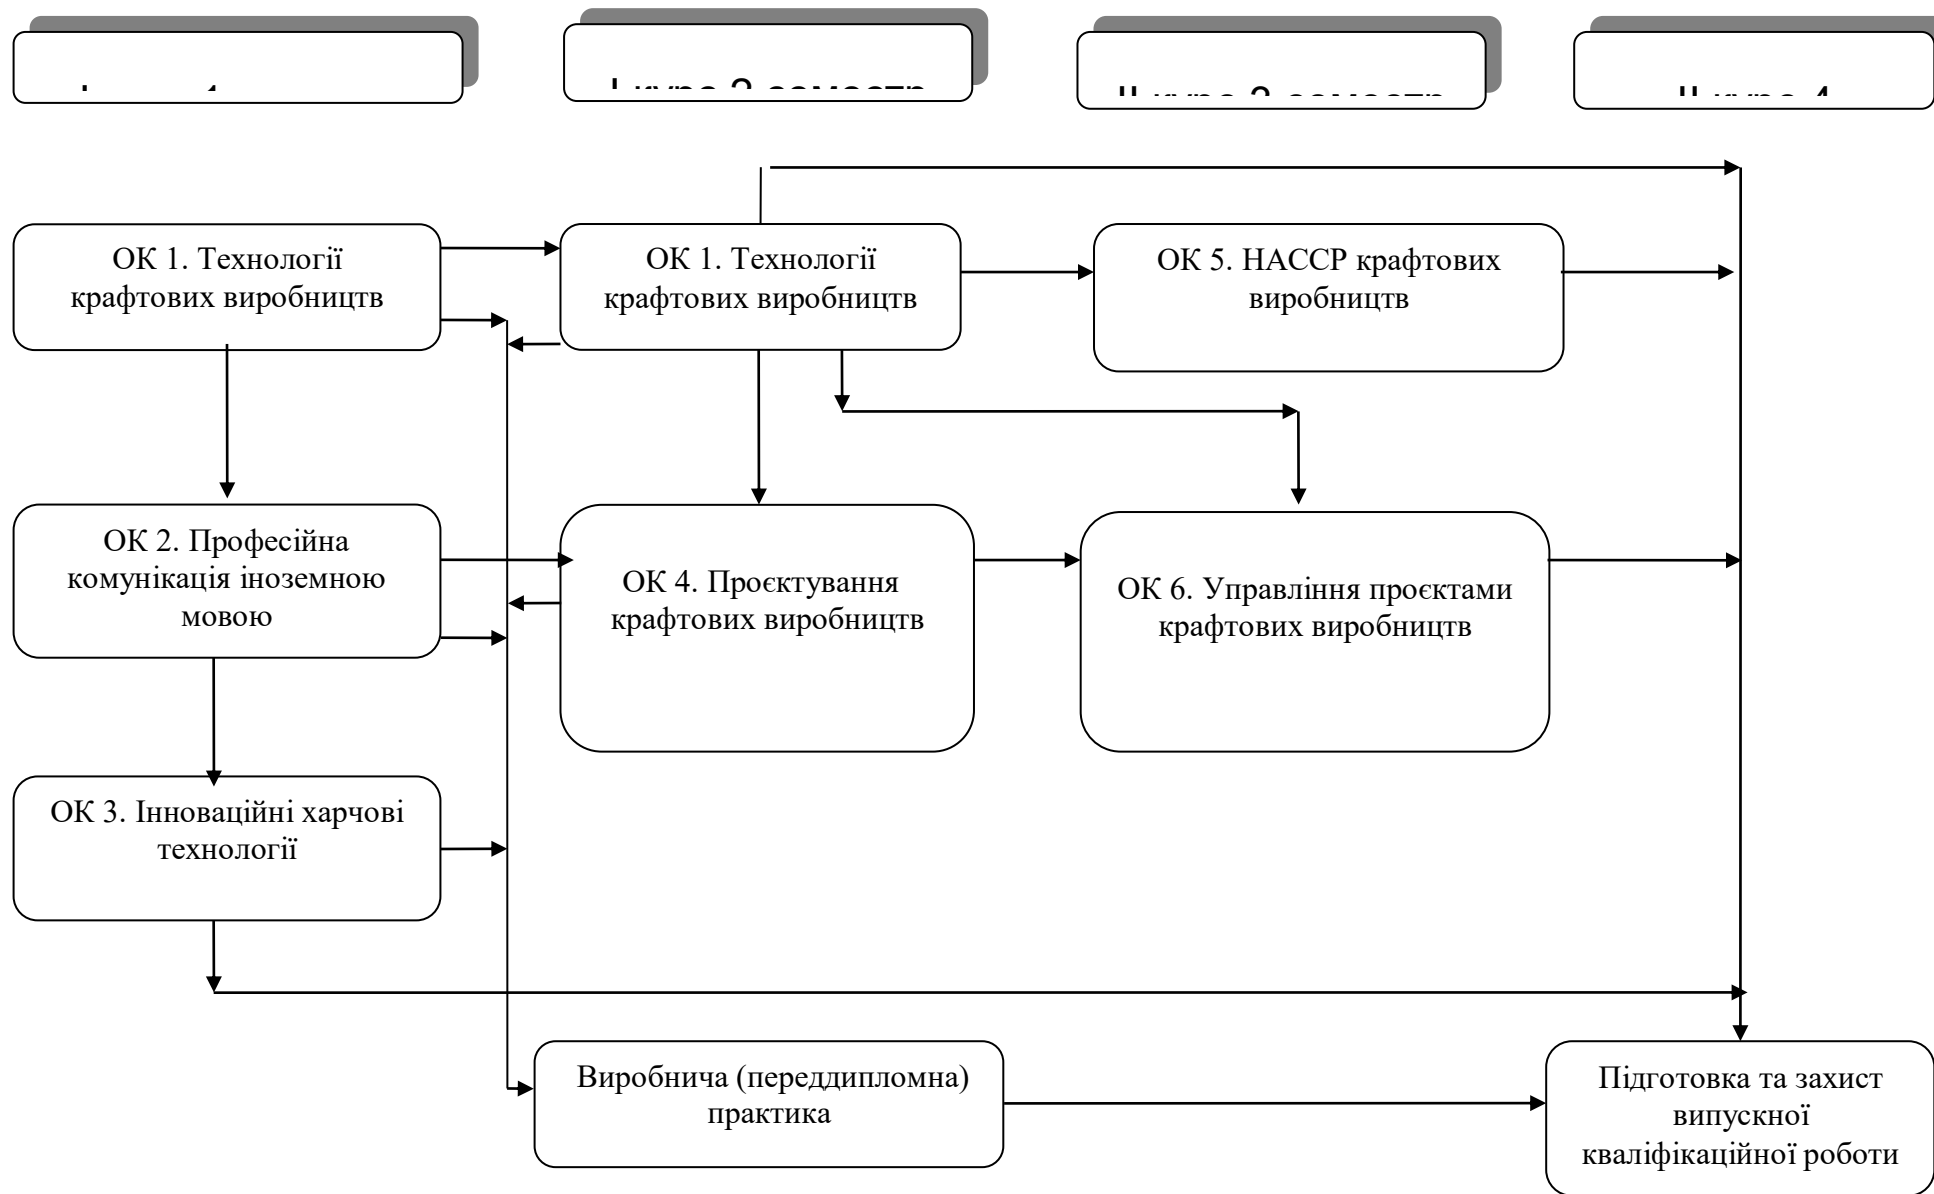 ОК 1. Технології
крафтових виробництв
ОК 1. Технології
крафтових виробництв
ОК 5. НАССР крафтових
виробництв
ОК 2. Професійна
комунікація іноземною
мовою
ОК 4. Проєктування
крафтових виробництв
ОК 6. Управління проєктами
крафтових виробництв
ОК 3. Інноваційні харчові
технології
Виробнича (переддипломна)
практика
Підготовка та захист
випускної
кваліфікаційної роботи